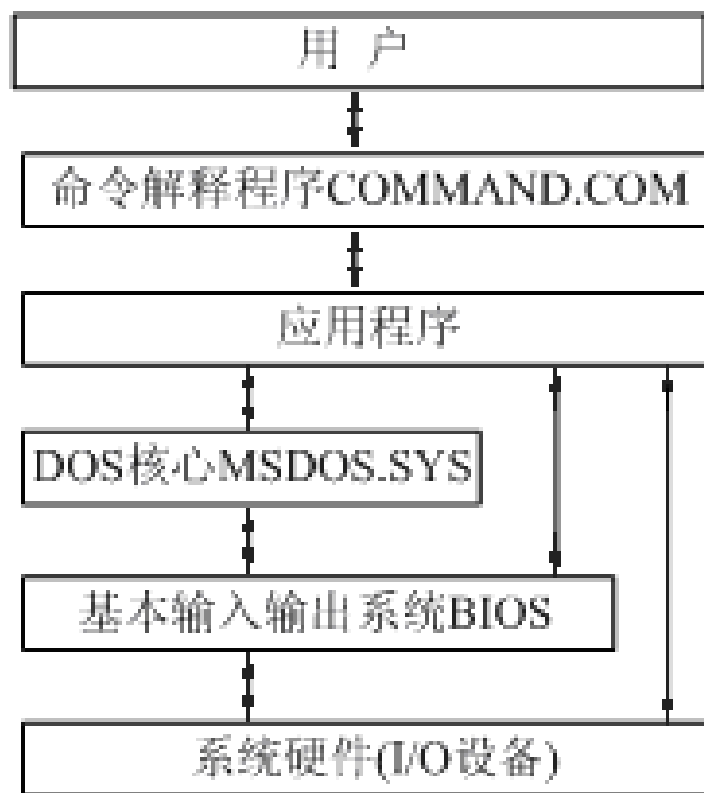 用 户
命令解释程序COMMAND.COM
应用程序
DOS核心MSDOS.SYS
基本输入输出系统BIOS
系统硬件(I/O设备)